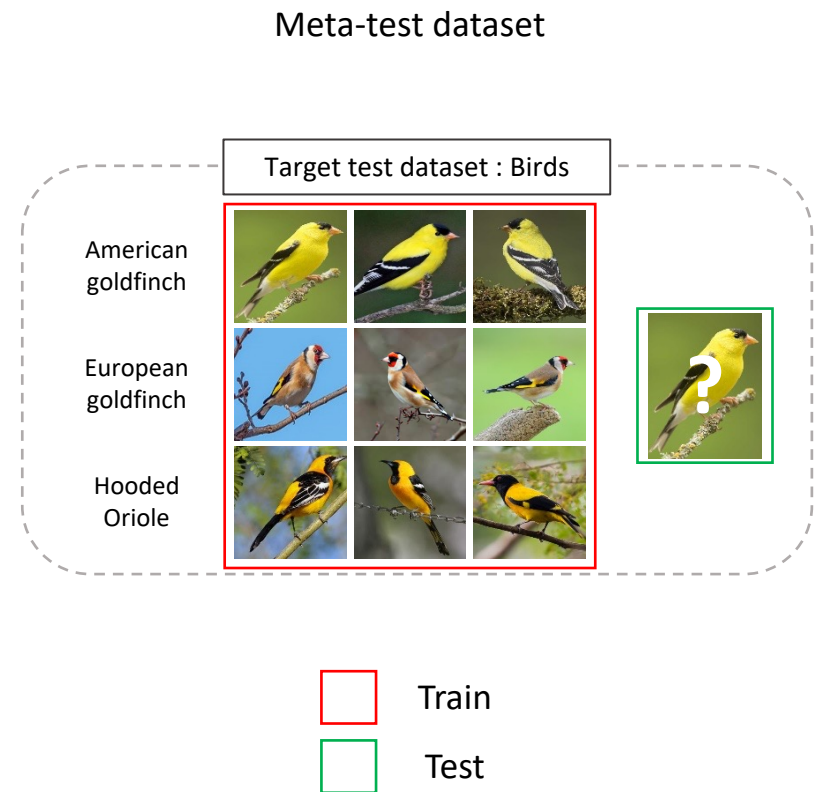 Meta-test dataset
Target test dataset : Birds
American
goldfinch
European
goldfinch
Hooded
Oriole
?
Train
Test